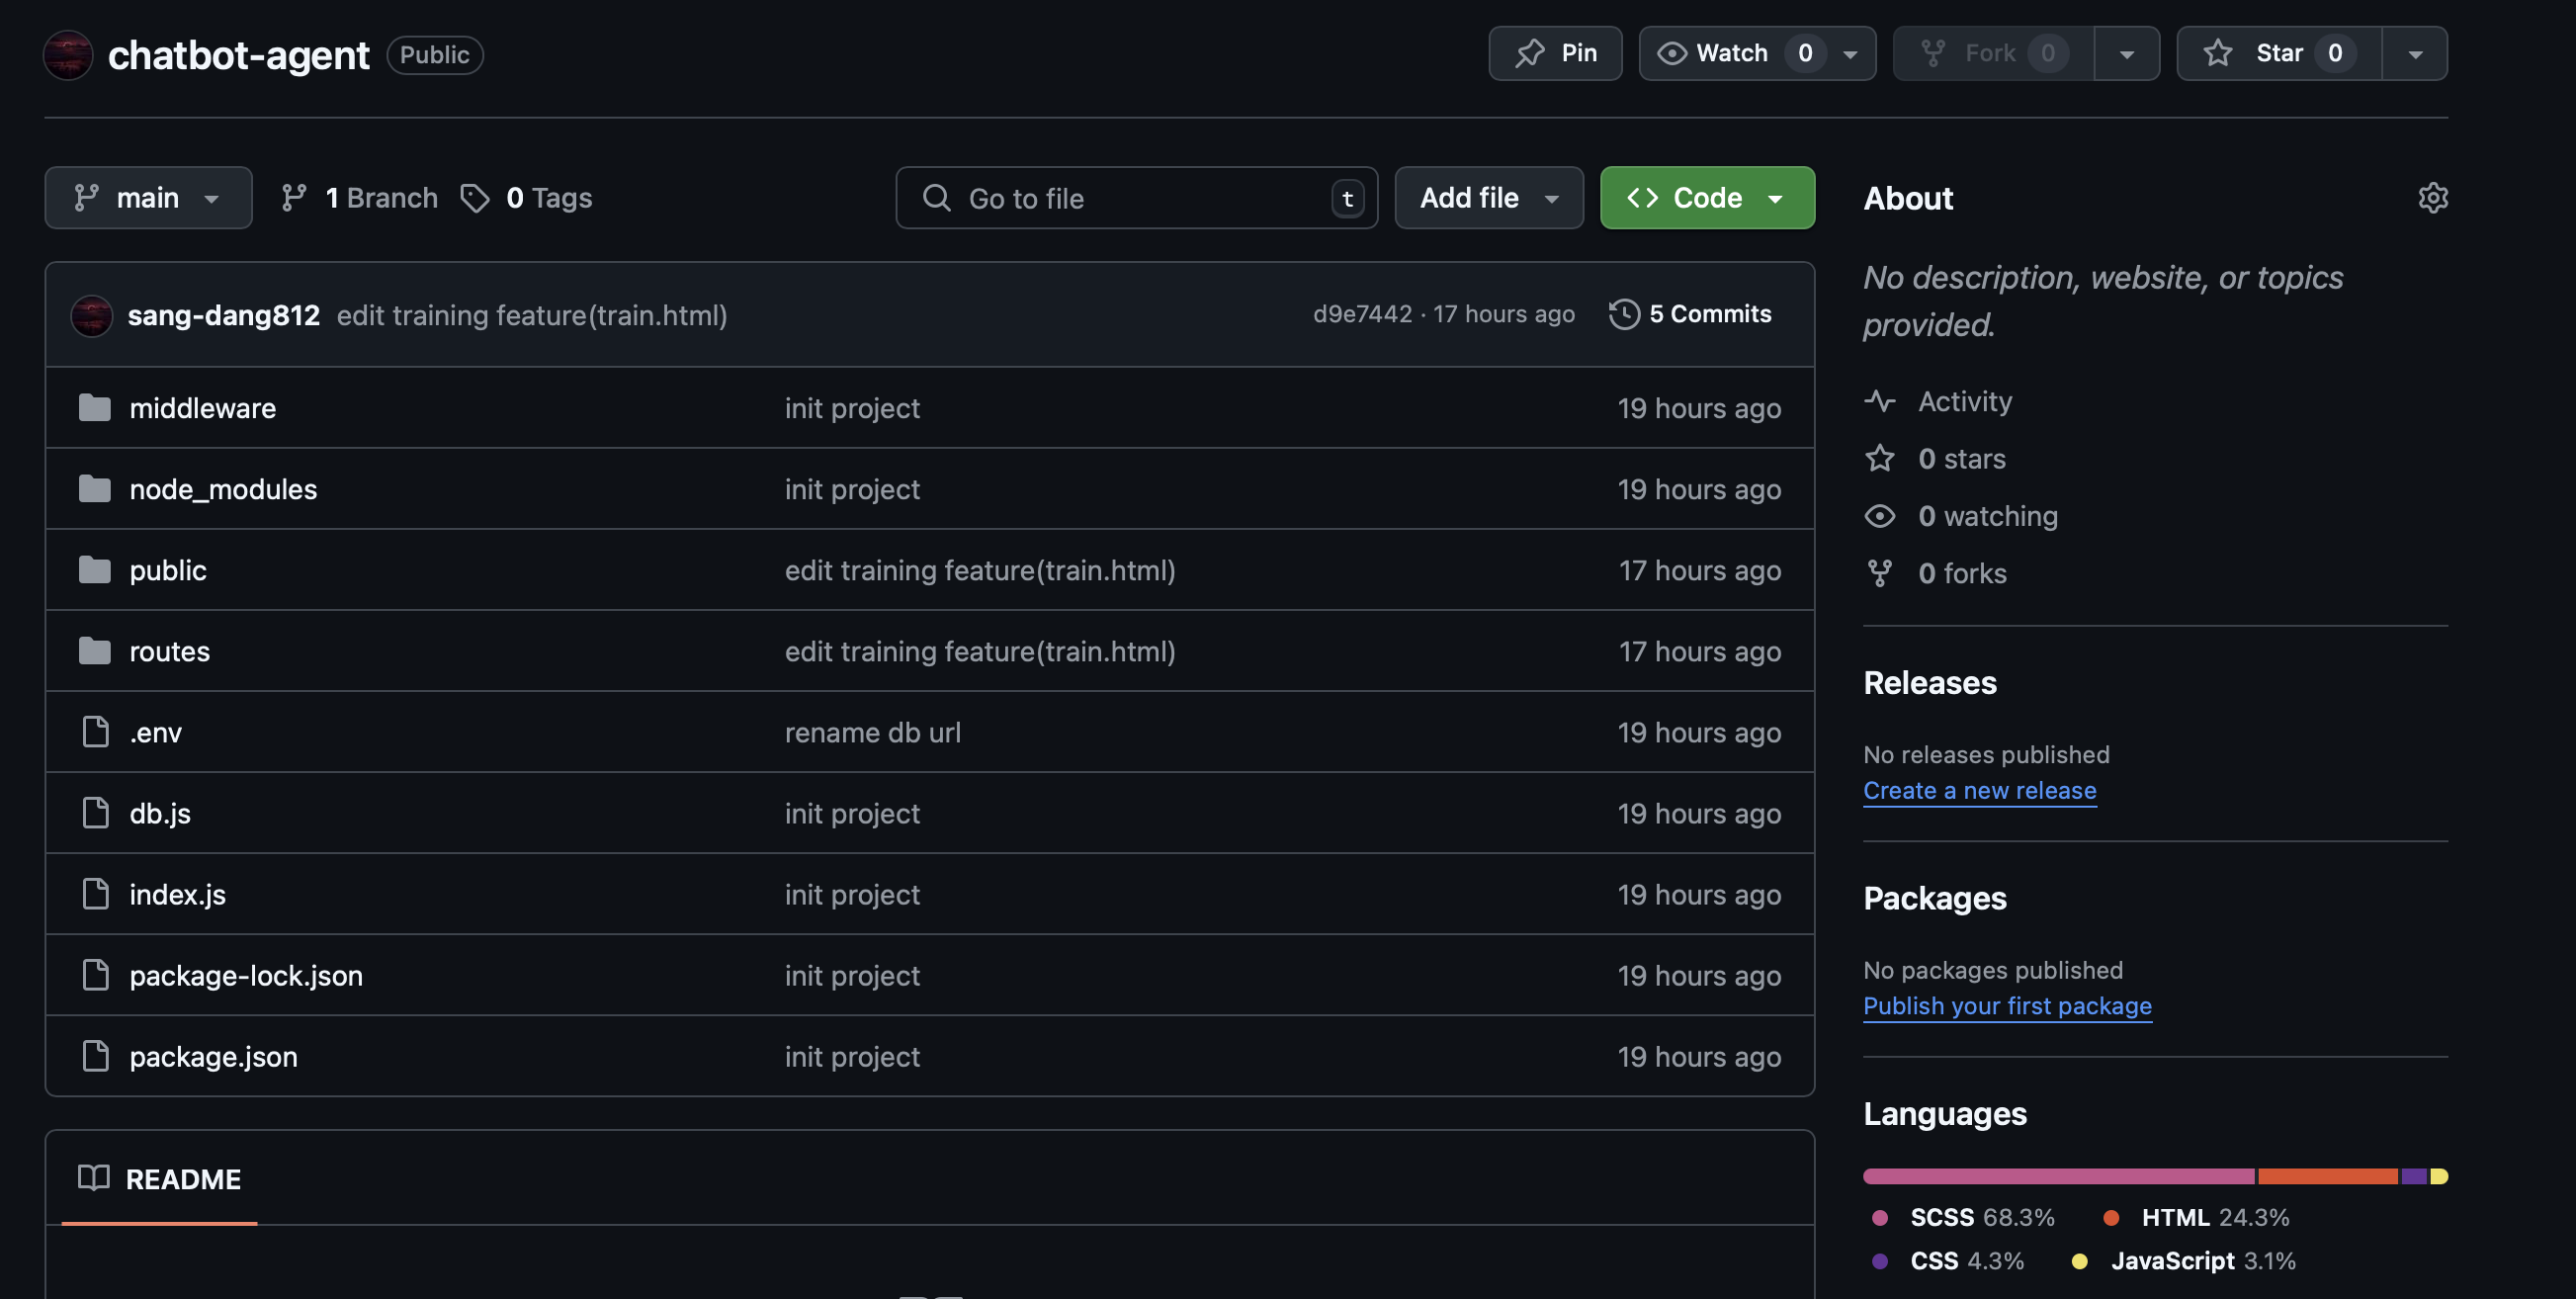 chatbot-agent Public
Pin
Watch 0
Fork 0
Star 0
main
1 Branch
0 Tags
Go to file t
Add file
Code
sang-dang812 edit training feature(train.html) d9e7442 · 17 hours ago 5 Commits
middleware init project 19 hours ago
node_modules init project 19 hours ago
public edit training feature(train.html) 17 hours ago
routes edit training feature(train.html) 17 hours ago
.env rename db url 19 hours ago
db.js init project 19 hours ago
index.js init project 19 hours ago
package-lock.json init project 19 hours ago
package.json init project 19 hours ago
README
About
No description, website, or topics
provided.
Activity
0 stars
0 watching
0 forks
Releases
No releases published
Create a new release
Packages
No packages published
Publish your first package
Languages
SCSS 68.3% HTML 24.3%
CSS 4.3% JavaScript 3.1%